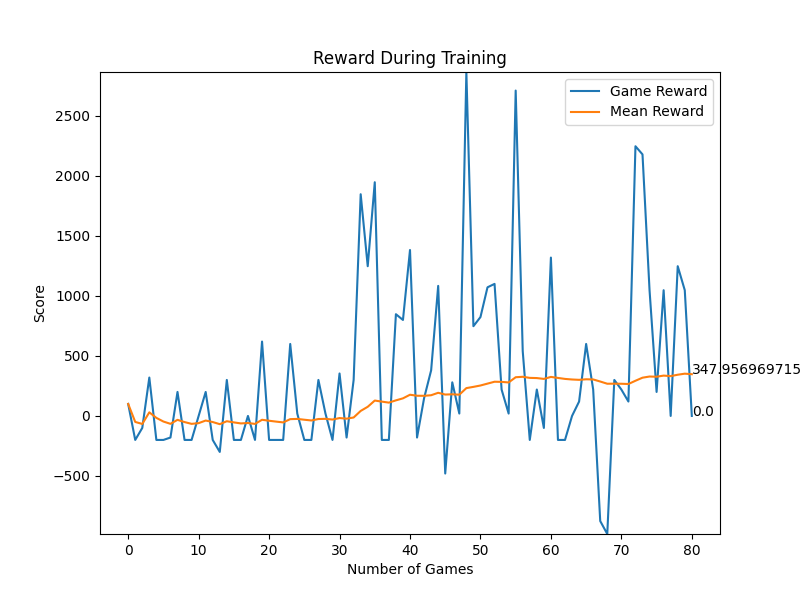 Reward During Training
Game Reward
Mean Reward
2500
2000
1500
1000
500
0
−500
Score
347.956969715
0.0
0 10 20 30 40 50 60 70 80
Number of Games